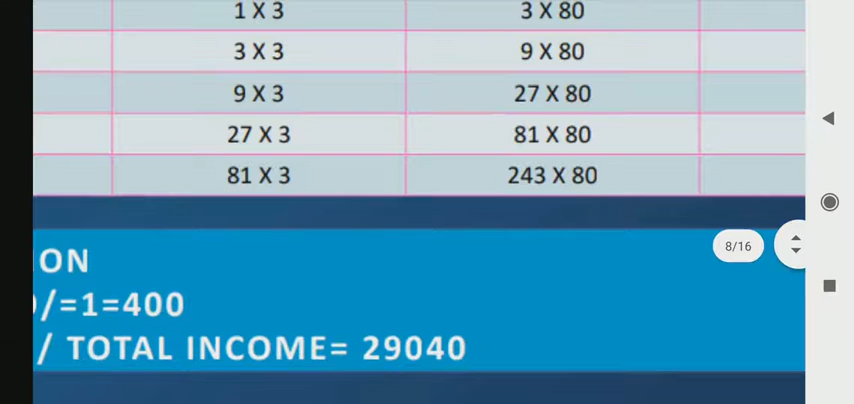 1 X 3 3 X 80
3 X 3 9 X 80
9 X 3 27 X 80
27 X 3 81 X 80
81 X 3 243 X 80
8/16
ON
/=1=400
/ TOTAL INCOME= 29040